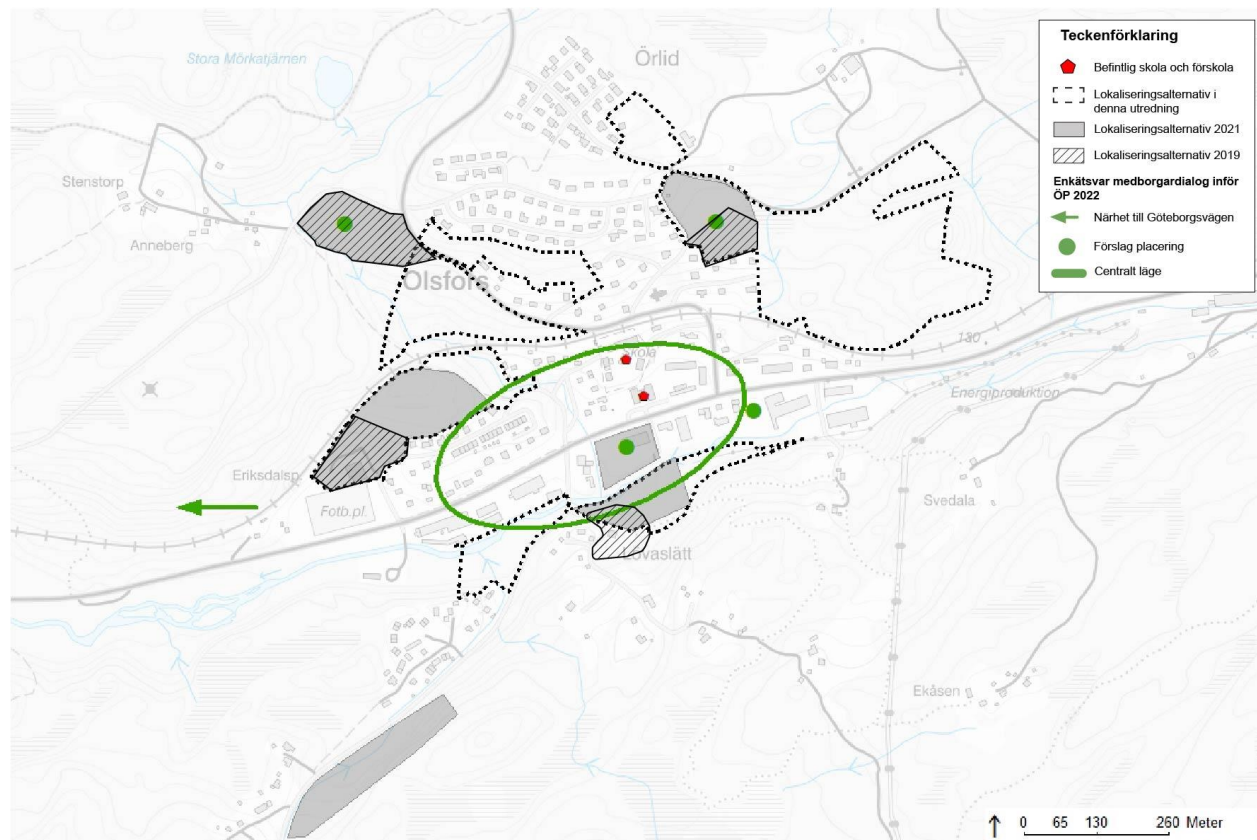 Teckenförklaring
Befintlig skola och förskola
Lokaliseringsalternativ i
denna utredning
Lokaliseringsalternativ 2021
Lokaliseringsalternativ 2019
Enkätsvar medborgardialog inför
ÖP 2022
Närhet till Göteborgsvägen
Förslag placering
Centralt läge
Stora Mörkatjärnen
Örlid
Stenstorp
Anneberg
Olsfors
130
Skola
Energiproduktion
Eriksdalsp.
Fotb.pl.
Svedala
Lövaslätt
Ekåsen
0 65 130 260 Meter